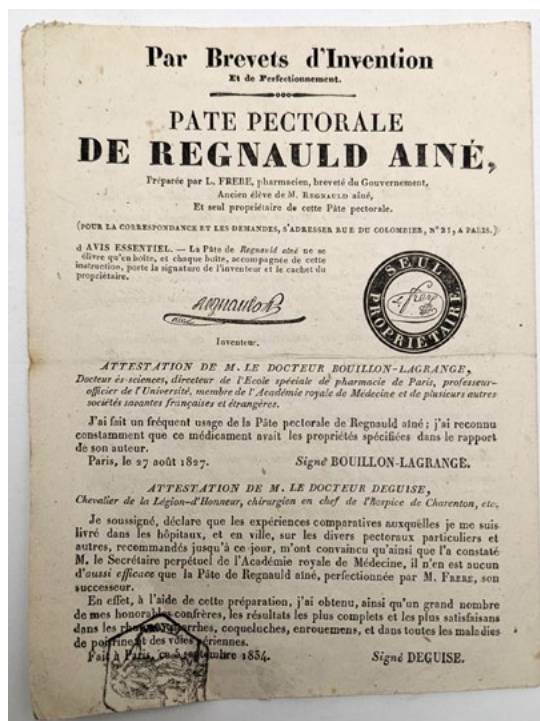 Par Brevets d'Invention
Et de Perfectionnement.
PATE PECTORALE
DE REGNAULD AINÉ,
Préparée par L. FRERE, pharmacien, breveté du Gouvernement,
Ancien élève de M. REGNAULD aîné,
Et seul propriétaire de cette Pâte pectorale.
(POUR LA CORRESPONDANCE ET LES DEMANDES, S'ADRESSER RUE DU COLOMBIER, N° 21, A PARIS.)
d AVIS ESSENTIEL. — La Pâte de Regnauld aîné ne se
élivre qu'en boîte, et chaque boîte, accompagnée de cette
instruction, porte la signature de l'inventeur et le cachet du
propriétaire.
regnauld
aîné
Inventeur.
SEUL PROPRIETAIRE
L. frere
ATTESTATION DE M. LE DOCTEUR BOUILLON-LAGRANGE,
Docteur ès-sciences, directeur de l'Ecole spéciale de pharmacie de Paris, professeur-
officier de l'Université, membre de l'Académie royale de Médecine et de plusieurs autres
sociétés savantes françaises et étrangères.
J'ai fait un fréquent usage de la Pâte pectorale de Regnauld aîné; j'ai reconnu
constamment que ce médicament avait les propriétés spécifiées dans le rapport
de son auteur.
Paris, le 27 août 1827. Signé BOUILLON-LAGRANGE.
ATTESTATION DE M. LE DOCTEUR DEGUISE,
Chevalier de la Légion-d'Honneur, chirurgien en chef de l'Hospice de Charenton, etc.
Je soussigné, déclare que les expériences comparatives auxquelles je me suis
livré dans les hôpitaux, et en ville, sur les divers pectoraux particuliers et
autres, recommandés jusqu'à ce jour, m'ont convaincu qu'ainsi que l'a constaté
M. le Secrétaire perpétuel de l'Académie royale de Médecine, il n'en est aucun
d'aussi efficace que la Pâte de Regnauld aîné, perfectionnée par M. FRERE, son
successeur.
En effet, à l'aide de cette préparation, j'ai obtenu, ainsi qu'un grand nombre
de mes honorables confrères, les résultats les plus complets et les plus satisfaisans
dans les coqueluches, enrouemens, et dans toutes les maladies
de poitrine et des voies aériennes.
Fait à Paris, ce 5 septembre 1834. Signé DEGUISE.